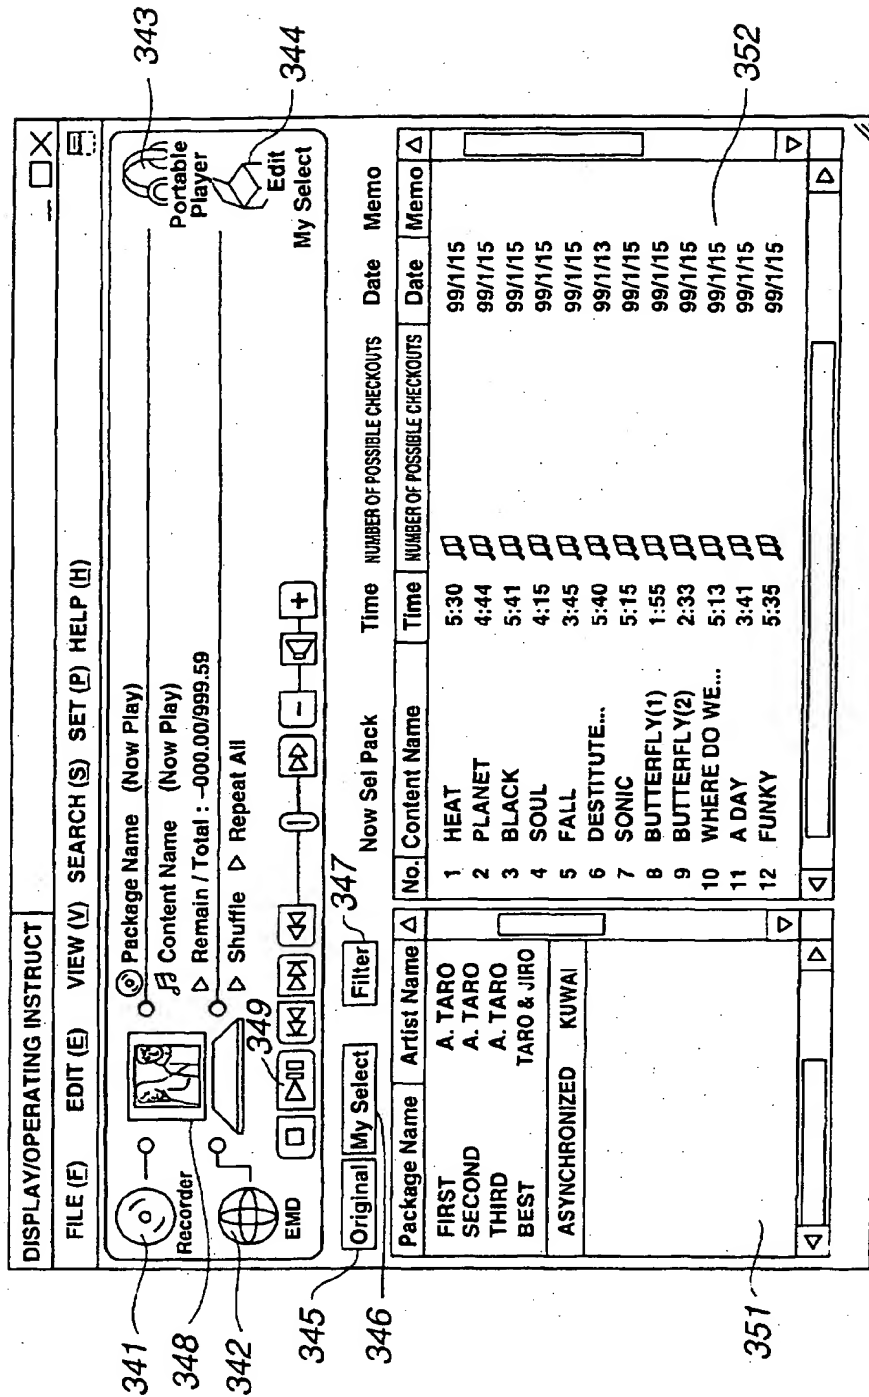 DISPLAY/OPERATING INSTRUCT
FILE (F) EDIT (E) VIEW (V) SEARCH (S) SET (P) HELP (H)
341
348
342
345
346
351
Recorder
EMD
349
Package Name (Now Play)
Content Name (Now Play)
Remain / Total : –000.00/999.59
Shuffle Repeat All
– +
Portable
Player
343
344
Edit
My Select
Original My Select Filter 347
Now Sel Pack Time NUMBER OF POSSIBLE CHECKOUTS Date Memo
Package Name Artist Name
FIRST A. TARO
SECOND A. TARO
THIRD A. TARO
BEST TARO & JIRO
ASYNCHRONIZED KUWAI
No. Content Name Time NUMBER OF POSSIBLE CHECKOUTS Date Memo
1 HEAT 5:30 99/1/15
2 PLANET 4:44 99/1/15
3 BLACK 5:41 99/1/15
4 SOUL 4:15 99/1/15
5 FALL 3:45 99/1/15
6 DESTITUTE... 5:40 99/1/13
7 SONIC 5:15 99/1/15
8 BUTTERFLY(1) 1:55 99/1/15
9 BUTTERFLY(2) 2:33 99/1/15
10 WHERE DO WE... 5:13 99/1/15
11 A DAY 3:41 99/1/15
12 FUNKY 5:35 99/1/15
352